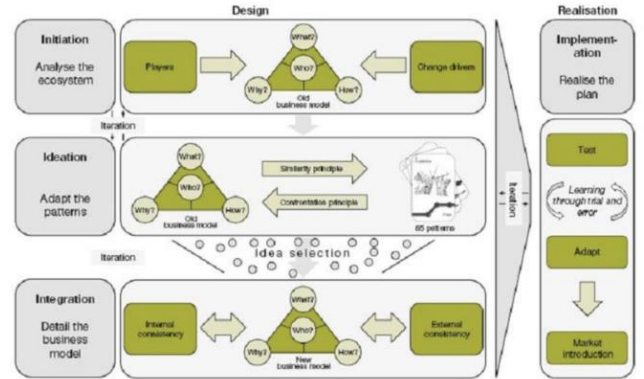 Design
Realisation
Initiation
Analyse the
ecosystem
Players
What?
Who?
Why?
How?
Old
business model
Change drivers
Implement-
ation
Realise the
plan
Iteration
Ideation
Adapt the
patterns
What?
Who?
Why?
How?
Old
business model
Similarity principle
Confrontation principle
65 patterns
Iteration
Test
Learning
through trial and
error
Adapt
Market
introduction
Iteration
Idea selection
Integration
Detail the
business
model
Internal
consistency
What?
Who?
Why?
How?
New
business model
External
consistency